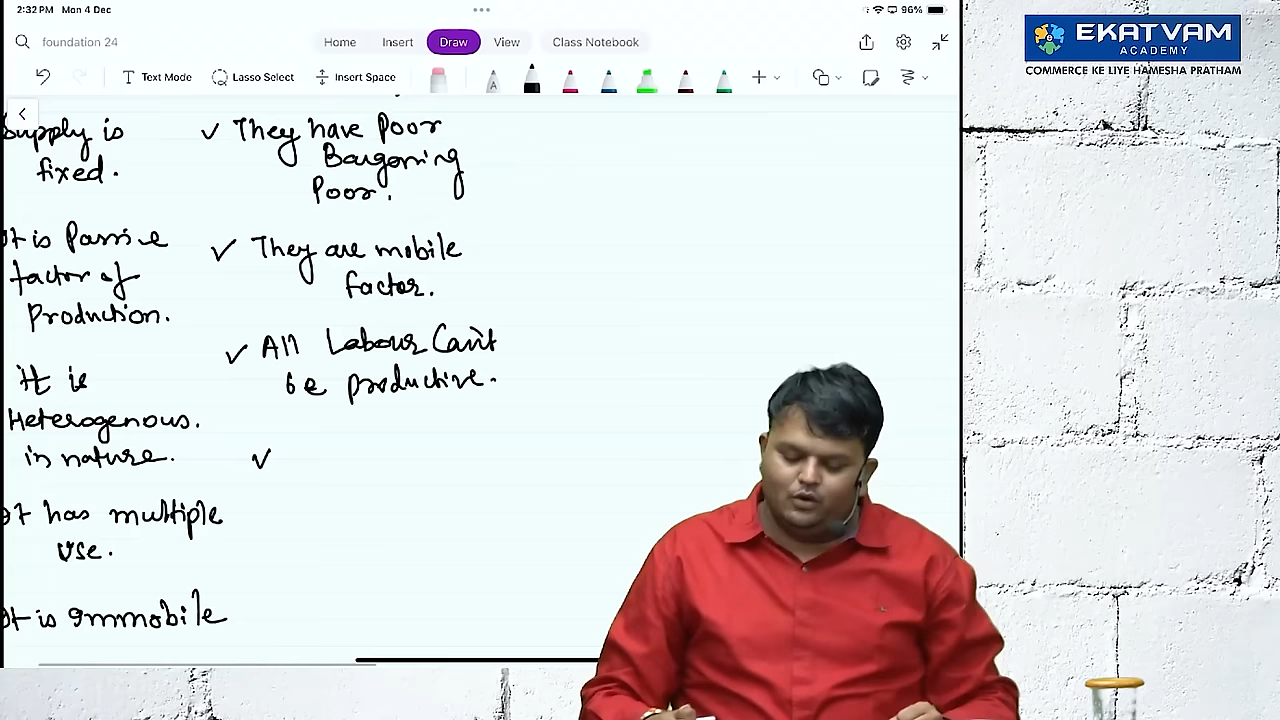 2:32 PM Mon 4 Dec
96%
foundation 24
Home Insert Draw View Class Notebook
Text Mode Lasso Select Insert Space
EKATVAM
ACADEMY
COMMERCE KE LIYE HAMESHA PRATHAM
Supply is
fixed.
It is Passive
factor of
Production.
It is
Heterogenous.
in nature.
It has multiple
use.
It is Immobile
✓ They have Poor
Bargoning
Poor.
✓ They are mobile
factor.
✓ All Labour Can't
be productive.
✓